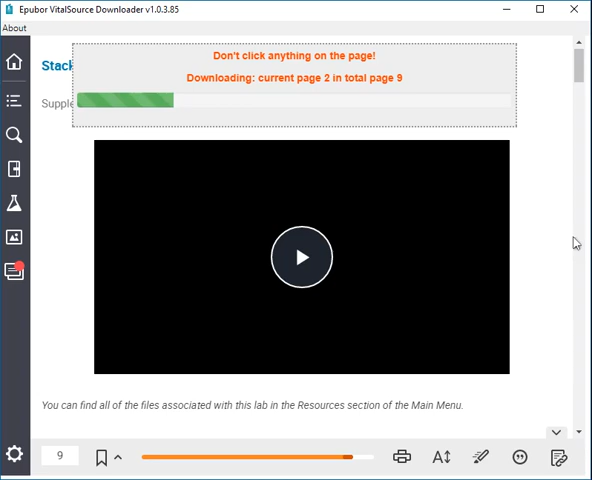 Epubor VitalSource Downloader v1.0.3.85
About
Don't click anything on the page!
Stack
Downloading: current page 2 in total page 9
Supple
You can find all of the files associated with this lab in the Resources section of the Main Menu.
9